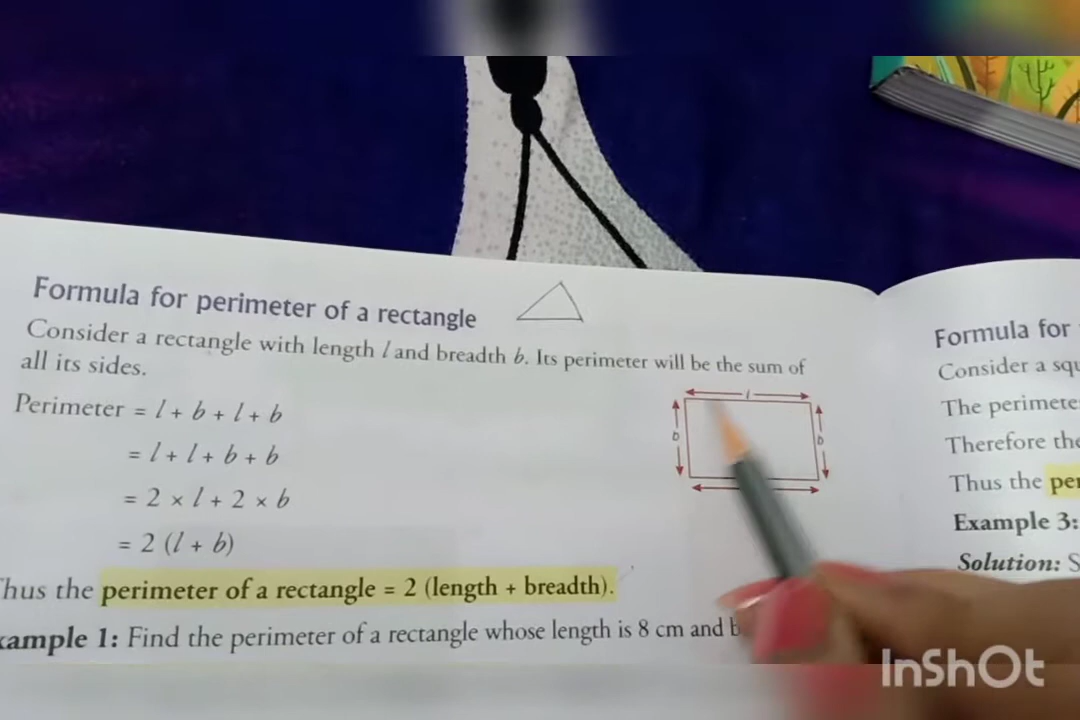 Formula for perimeter of a rectangle
Consider a rectangle with length l and breadth b. Its perimeter will be the sum of
all its sides.
Perimeter = l + b + l + b
= l + l + b + b
= 2 × l + 2 × b
= 2 (l + b)
hus the perimeter of a rectangle = 2 (length + breadth).
xample 1: Find the perimeter of a rectangle whose length is 8 cm and b
l
b
b
Formula for
Consider a squ
The perimete
Therefore the
Thus the per
Example 3:
Solution: S
InShOt